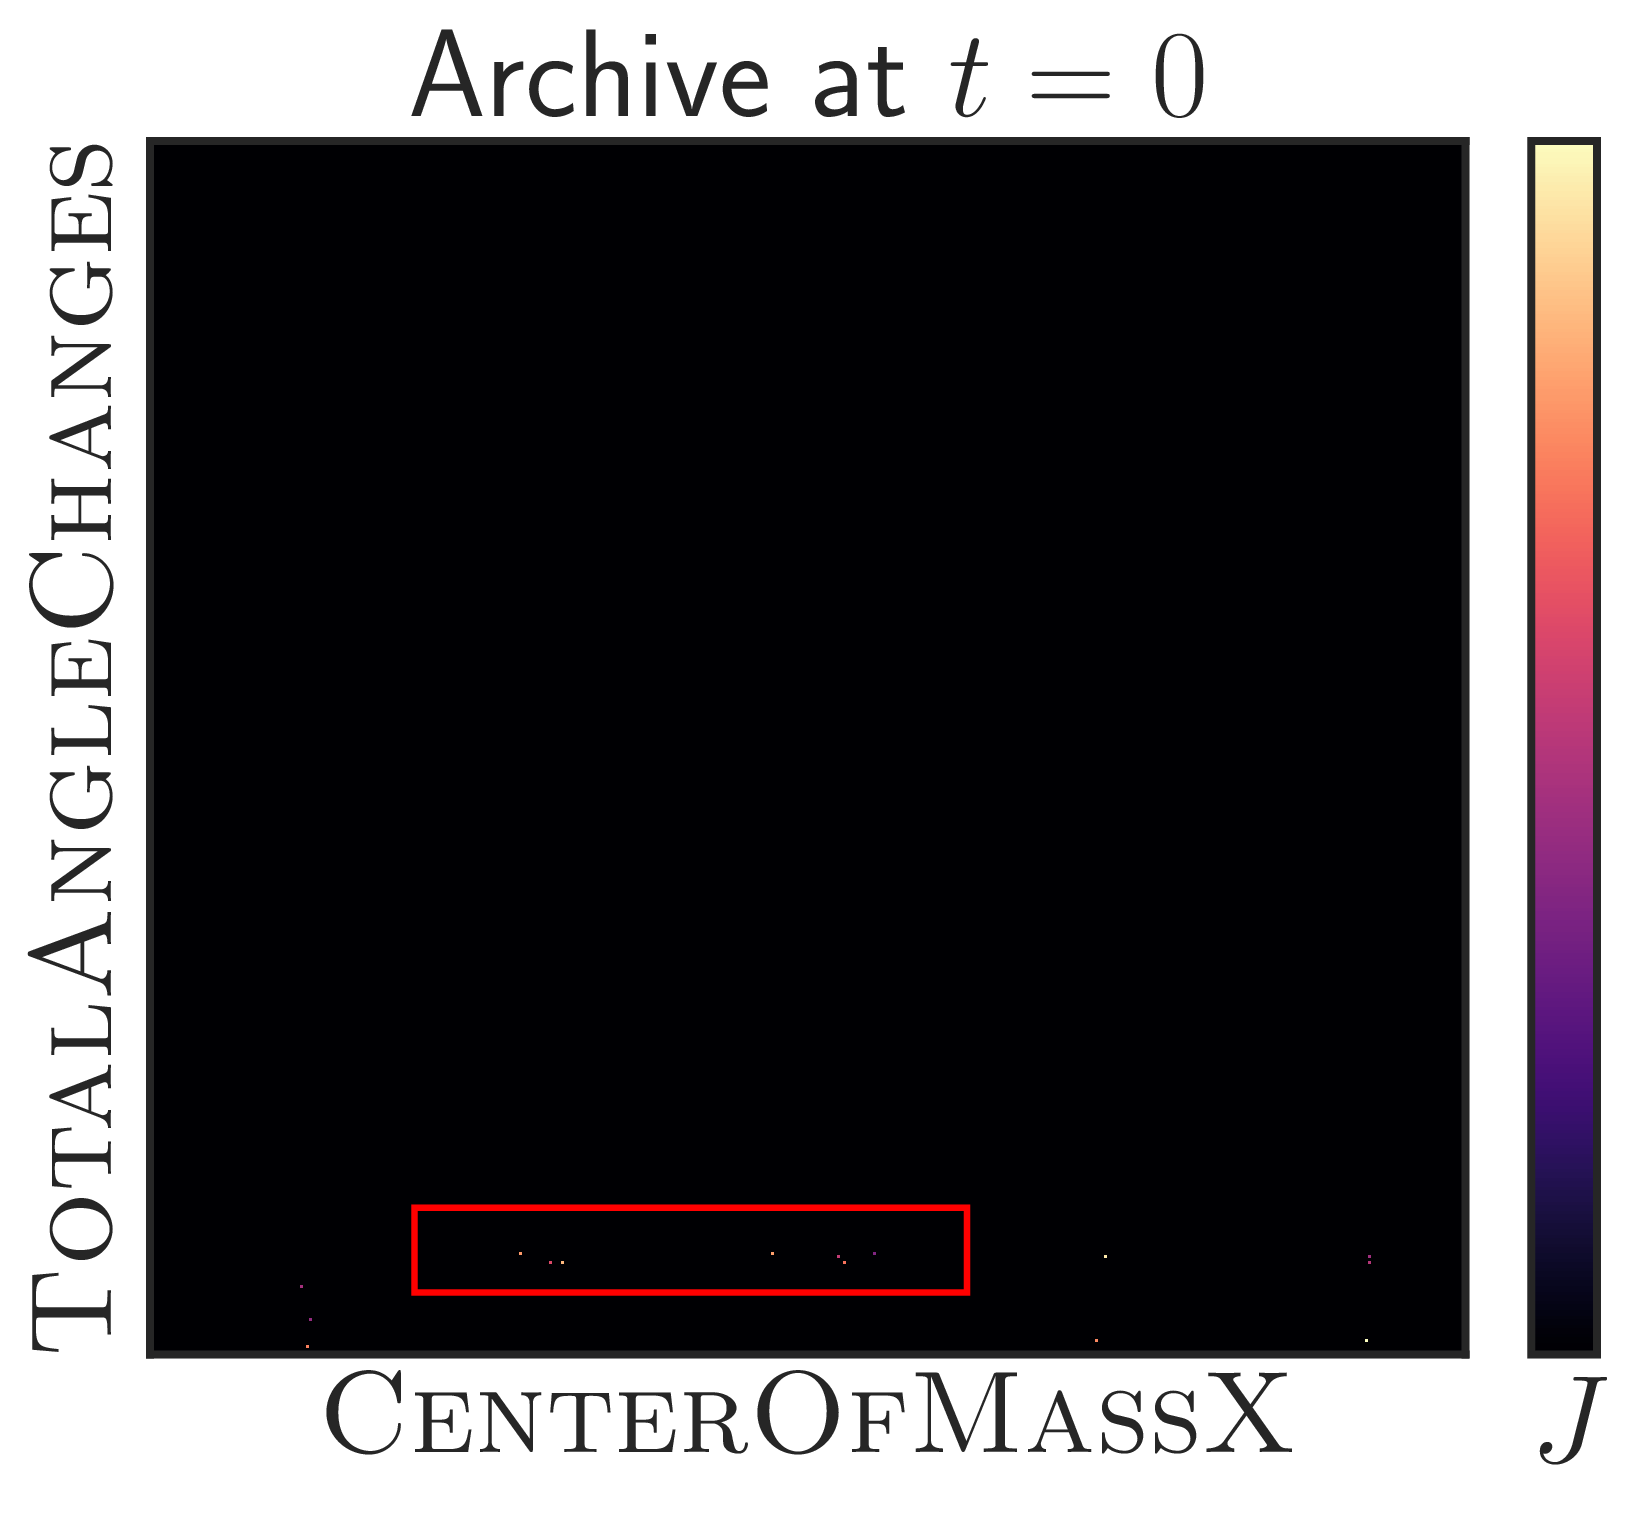 Archive at t = 0
TotalAngleChanges
CenterOfMassX
J